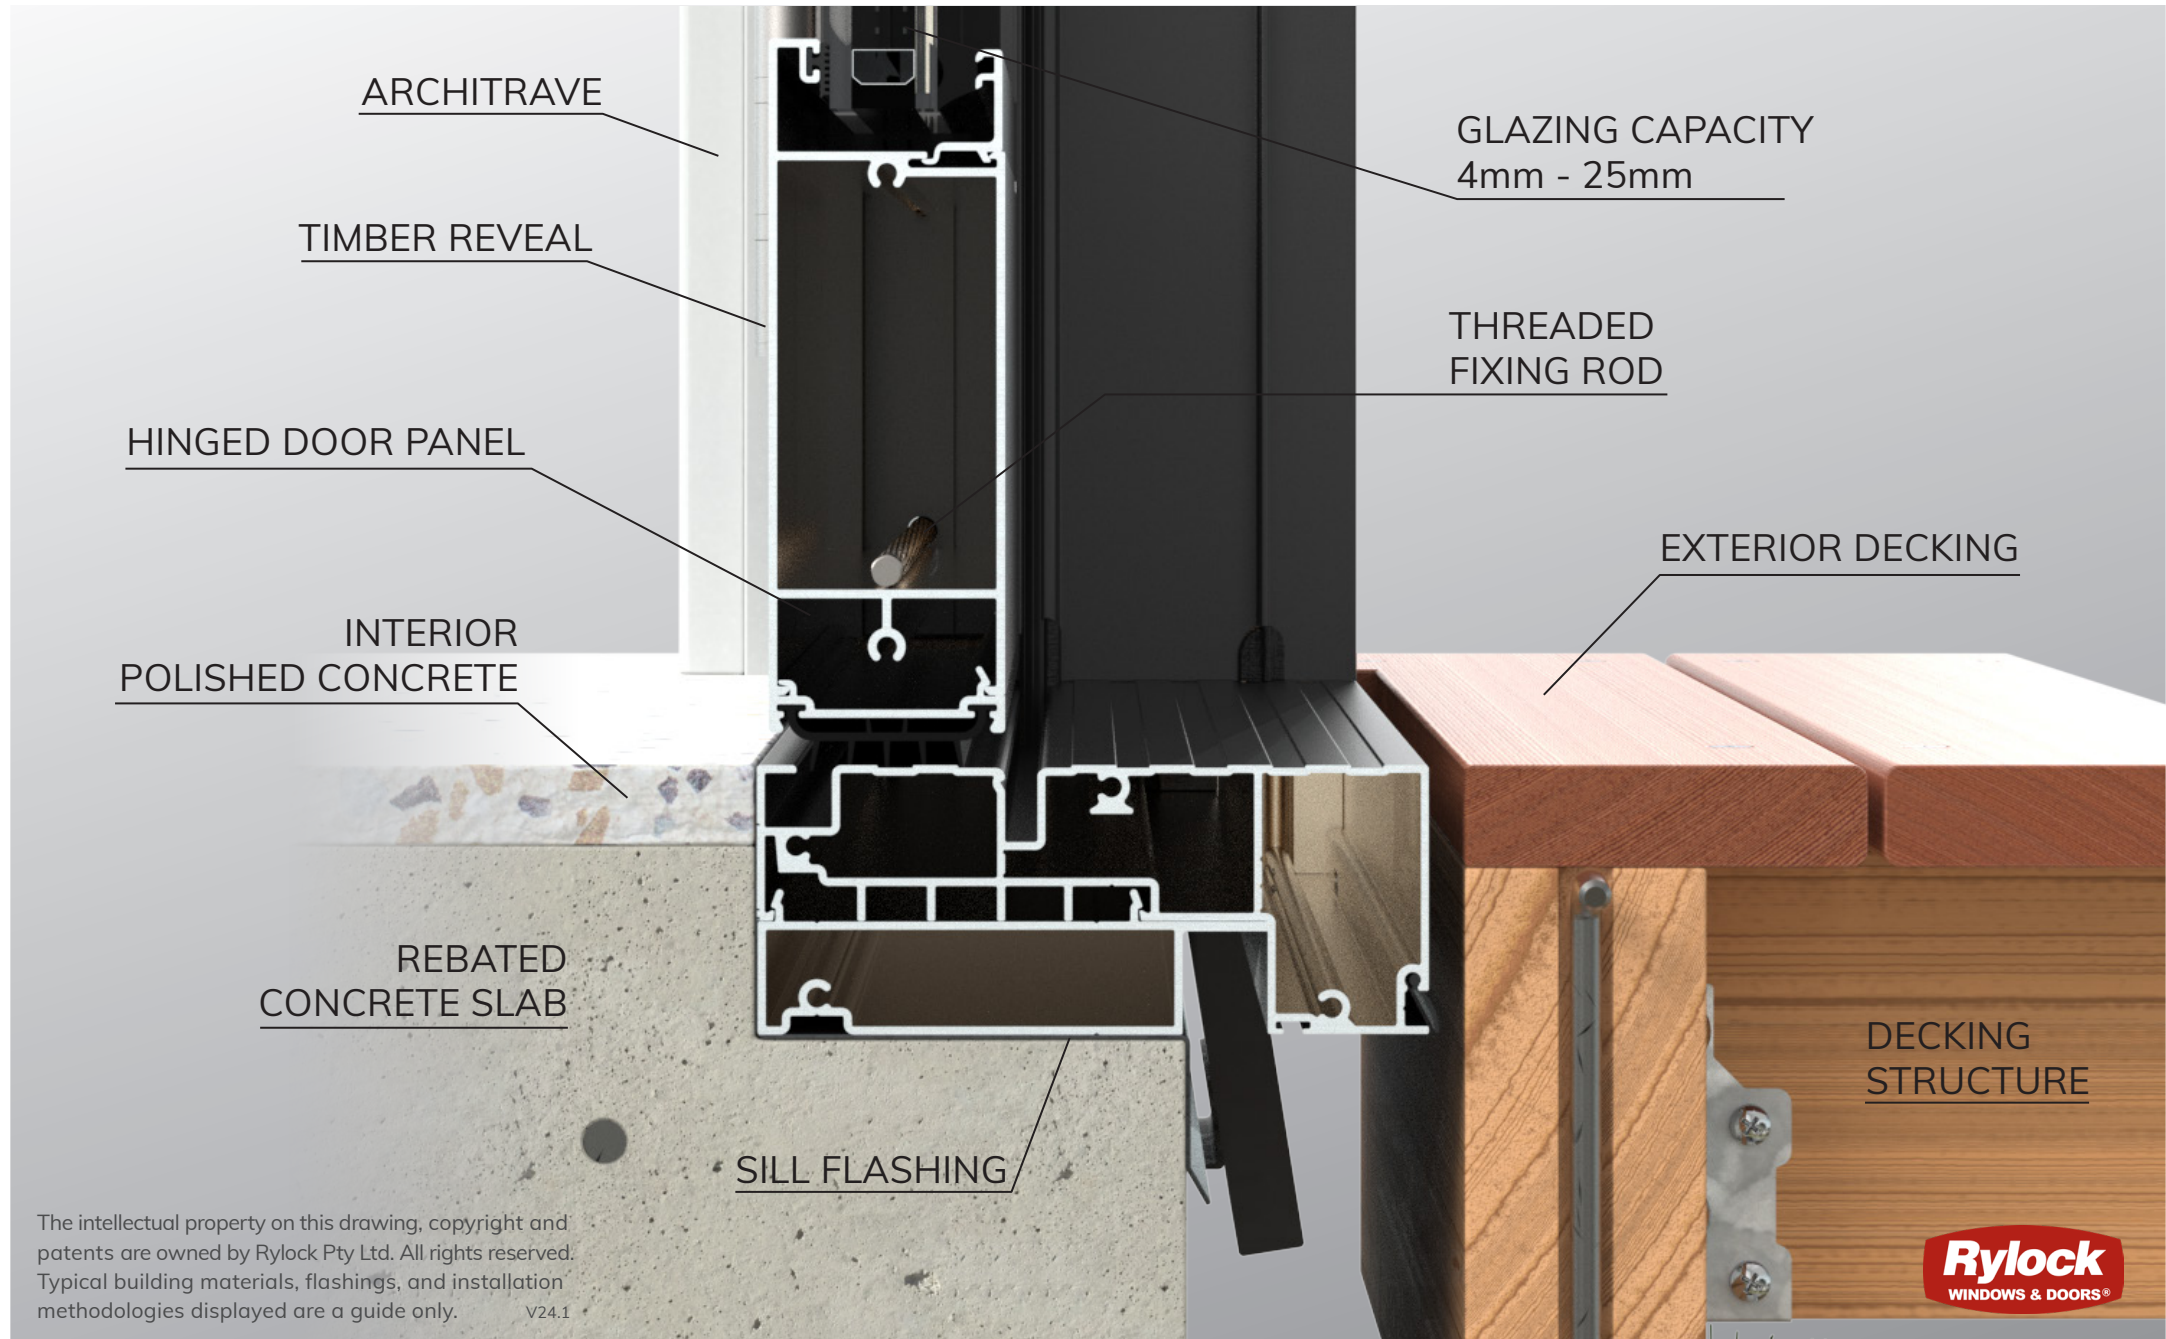 ARCHITRAVE
GLAZING CAPACITY
4mm - 25mm
TIMBER REVEAL
THREADED
FIXING ROD
HINGED DOOR PANEL
EXTERIOR DECKING
INTERIOR
POLISHED CONCRETE
REBATED
CONCRETE SLAB
DECKING
STRUCTURE
SILL FLASHING
The intellectual property on this drawing, copyright and
patents are owned by Rylock Pty Ltd. All rights reserved.
Typical building materials, flashings, and installation
methodologies displayed are a guide only. V24.1
Rylock
WINDOWS & DOORS®